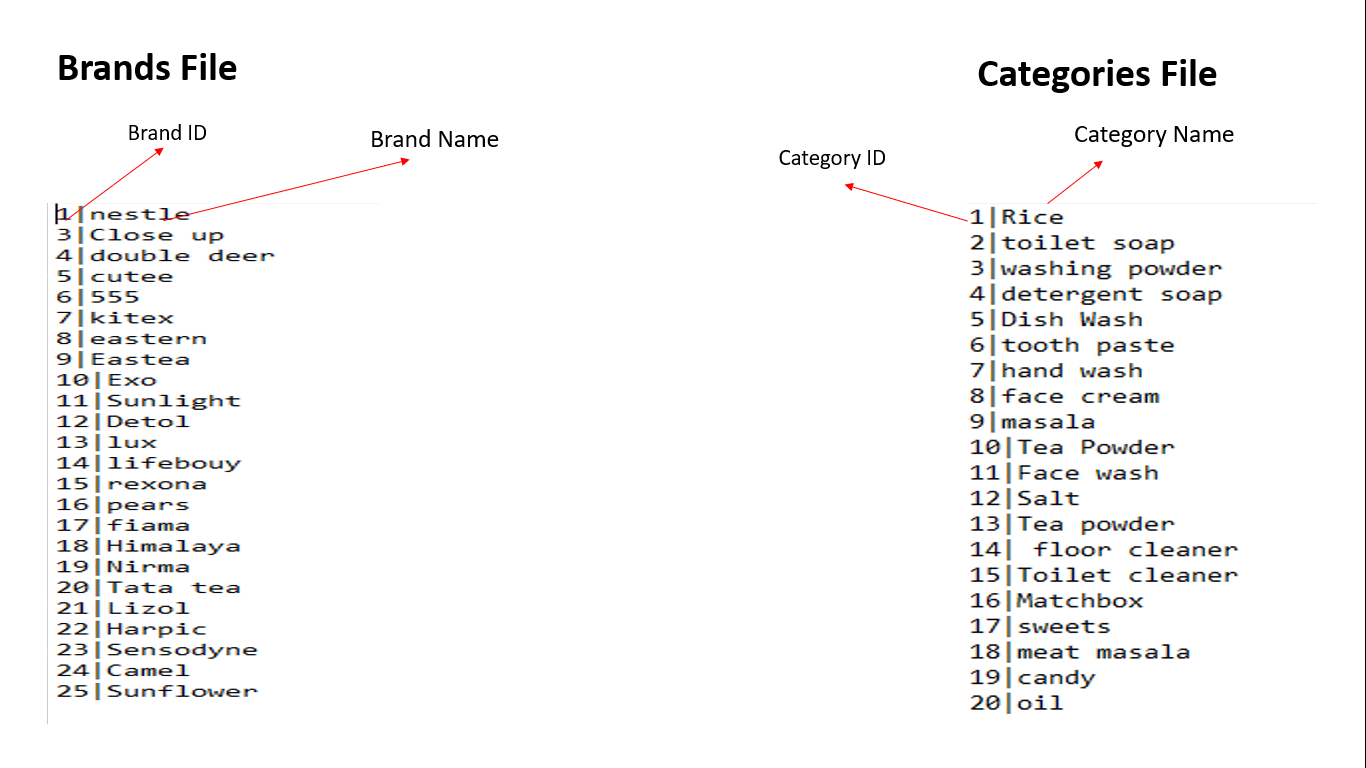 Brands File
Brand ID
Brand Name
1|nestle
3|Close up
4|double deer
5|cutee
6|555
7|kitex
8|eastern
9|Eastea
10|Exo
11|Sunlight
12|Detol
13|lux
14|lifebouy
15|rexona
16|pears
17|fiama
18|Himalaya
19|Nirma
20|Tata tea
21|Lizol
22|Harpic
23|Sensodyne
24|Camel
25|Sunflower
Categories File
Category ID
Category Name
1|Rice
2|toilet soap
3|washing powder
4|detergent soap
5|Dish Wash
6|tooth paste
7|hand wash
8|face cream
9|masala
10|Tea Powder
11|Face wash
12|Salt
13|Tea powder
14| floor cleaner
15|Toilet cleaner
16|Matchbox
17|sweets
18|meat masala
19|candy
20|oil